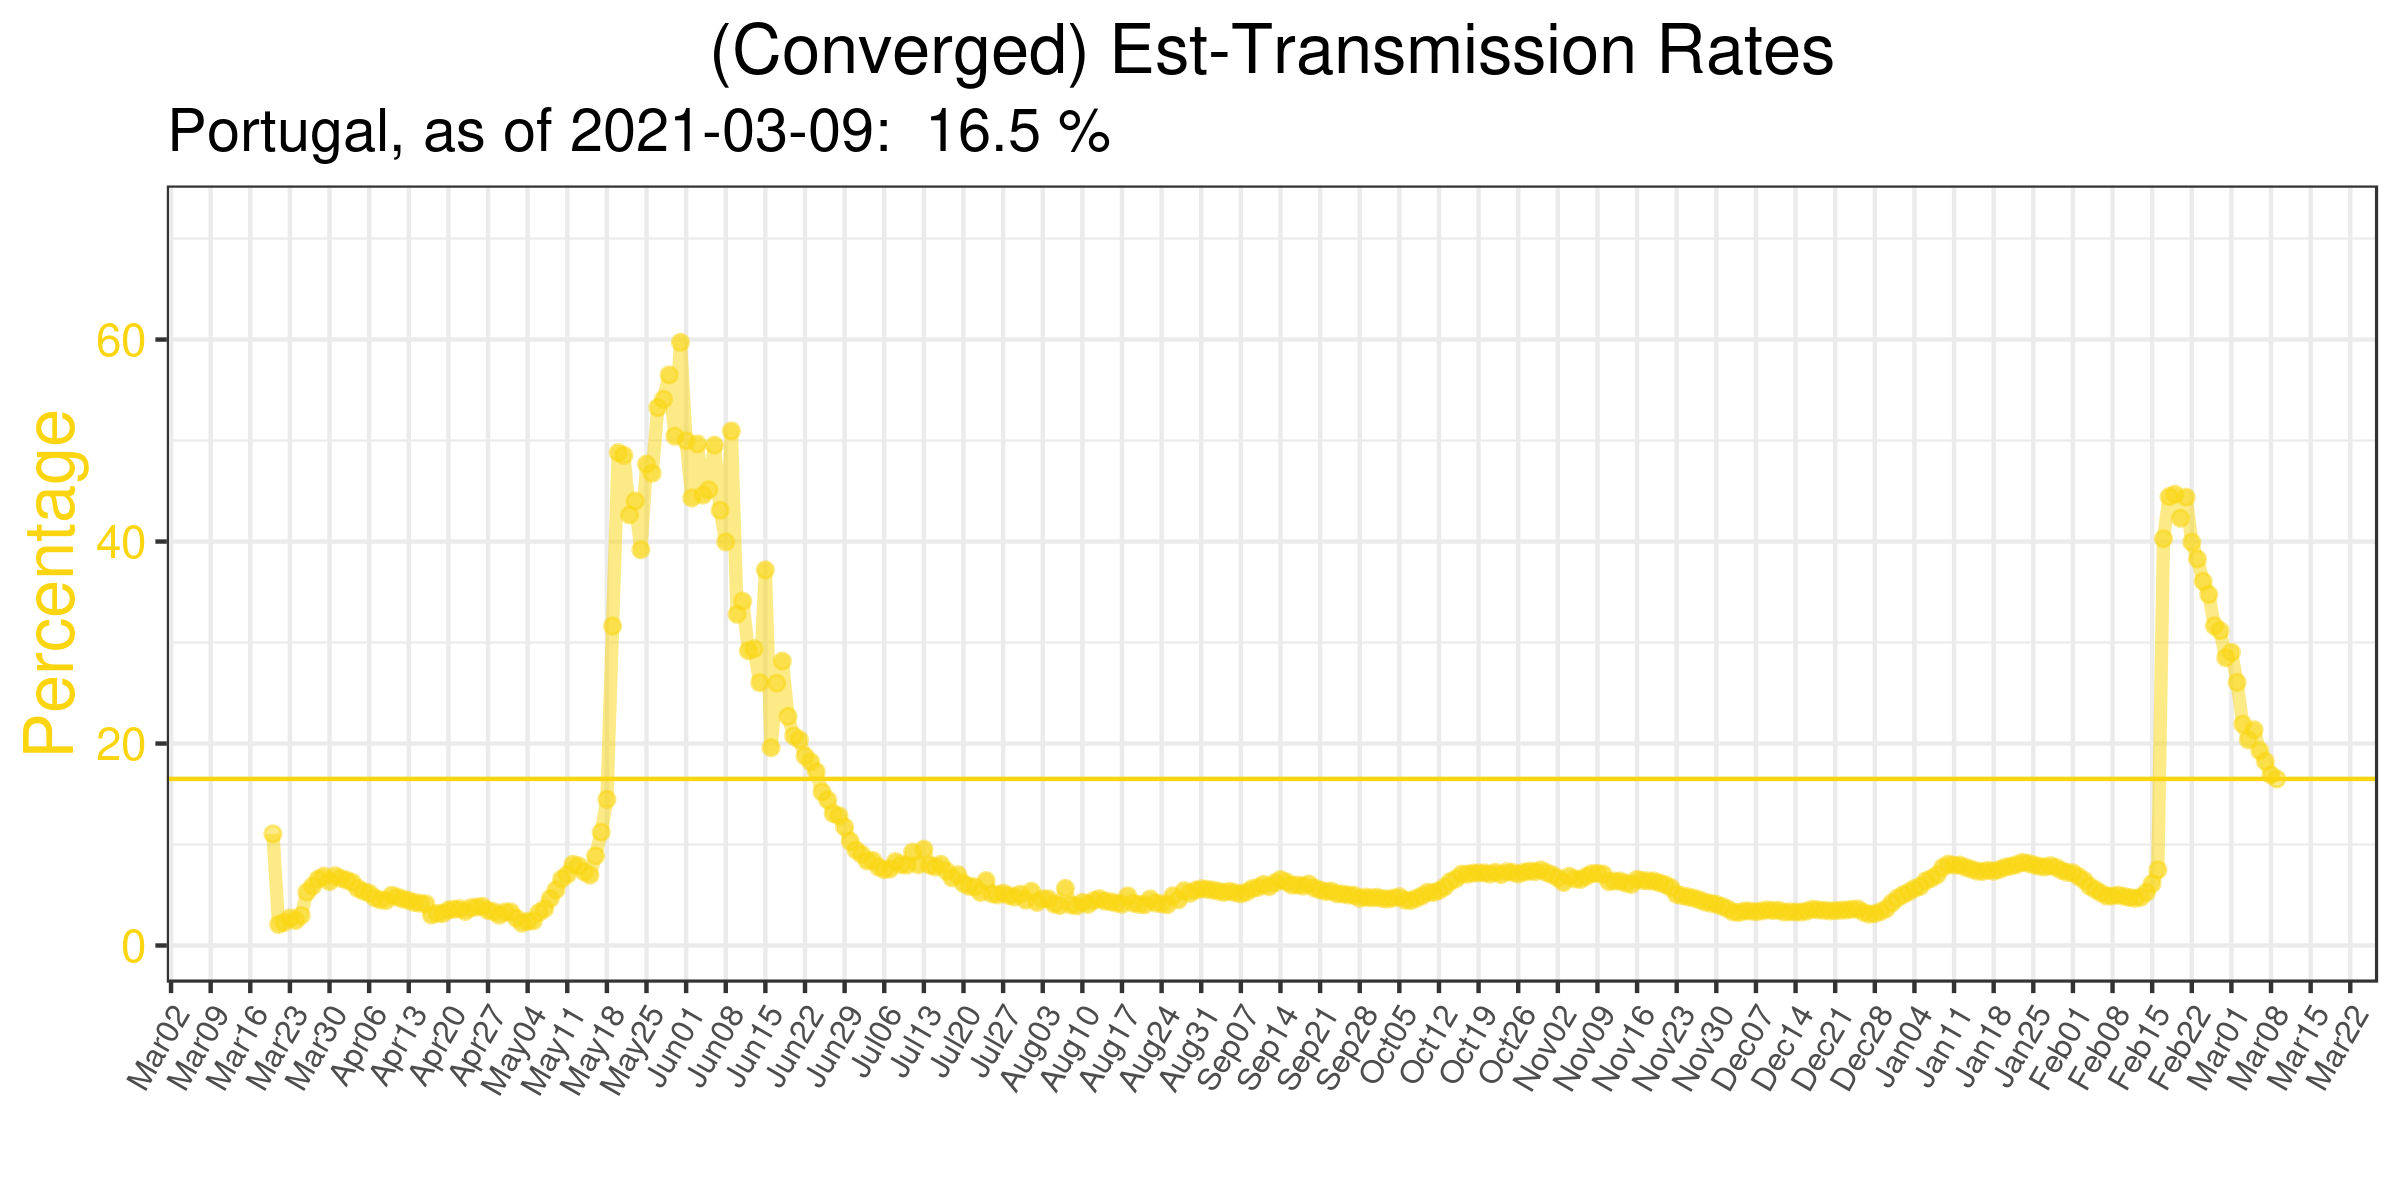 (Converged) Est-Transmission Rates
Portugal, as of 2021-03-09:  16.5 %
Percentage
60
40
20
0
Mar02
Mar09
Mar16
Mar23
Mar30
Apr06
Apr13
Apr20
Apr27
May04
May11
May18
May25
Jun01
Jun08
Jun15
Jun22
Jun29
Jul06
Jul13
Jul20
Jul27
Aug03
Aug10
Aug17
Aug24
Aug31
Sep07
Sep14
Sep21
Sep28
Oct05
Oct12
Oct19
Oct26
Nov02
Nov09
Nov16
Nov23
Nov30
Dec07
Dec14
Dec21
Dec28
Jan04
Jan11
Jan18
Jan25
Feb01
Feb08
Feb15
Feb22
Mar01
Mar08
Mar15
Mar22